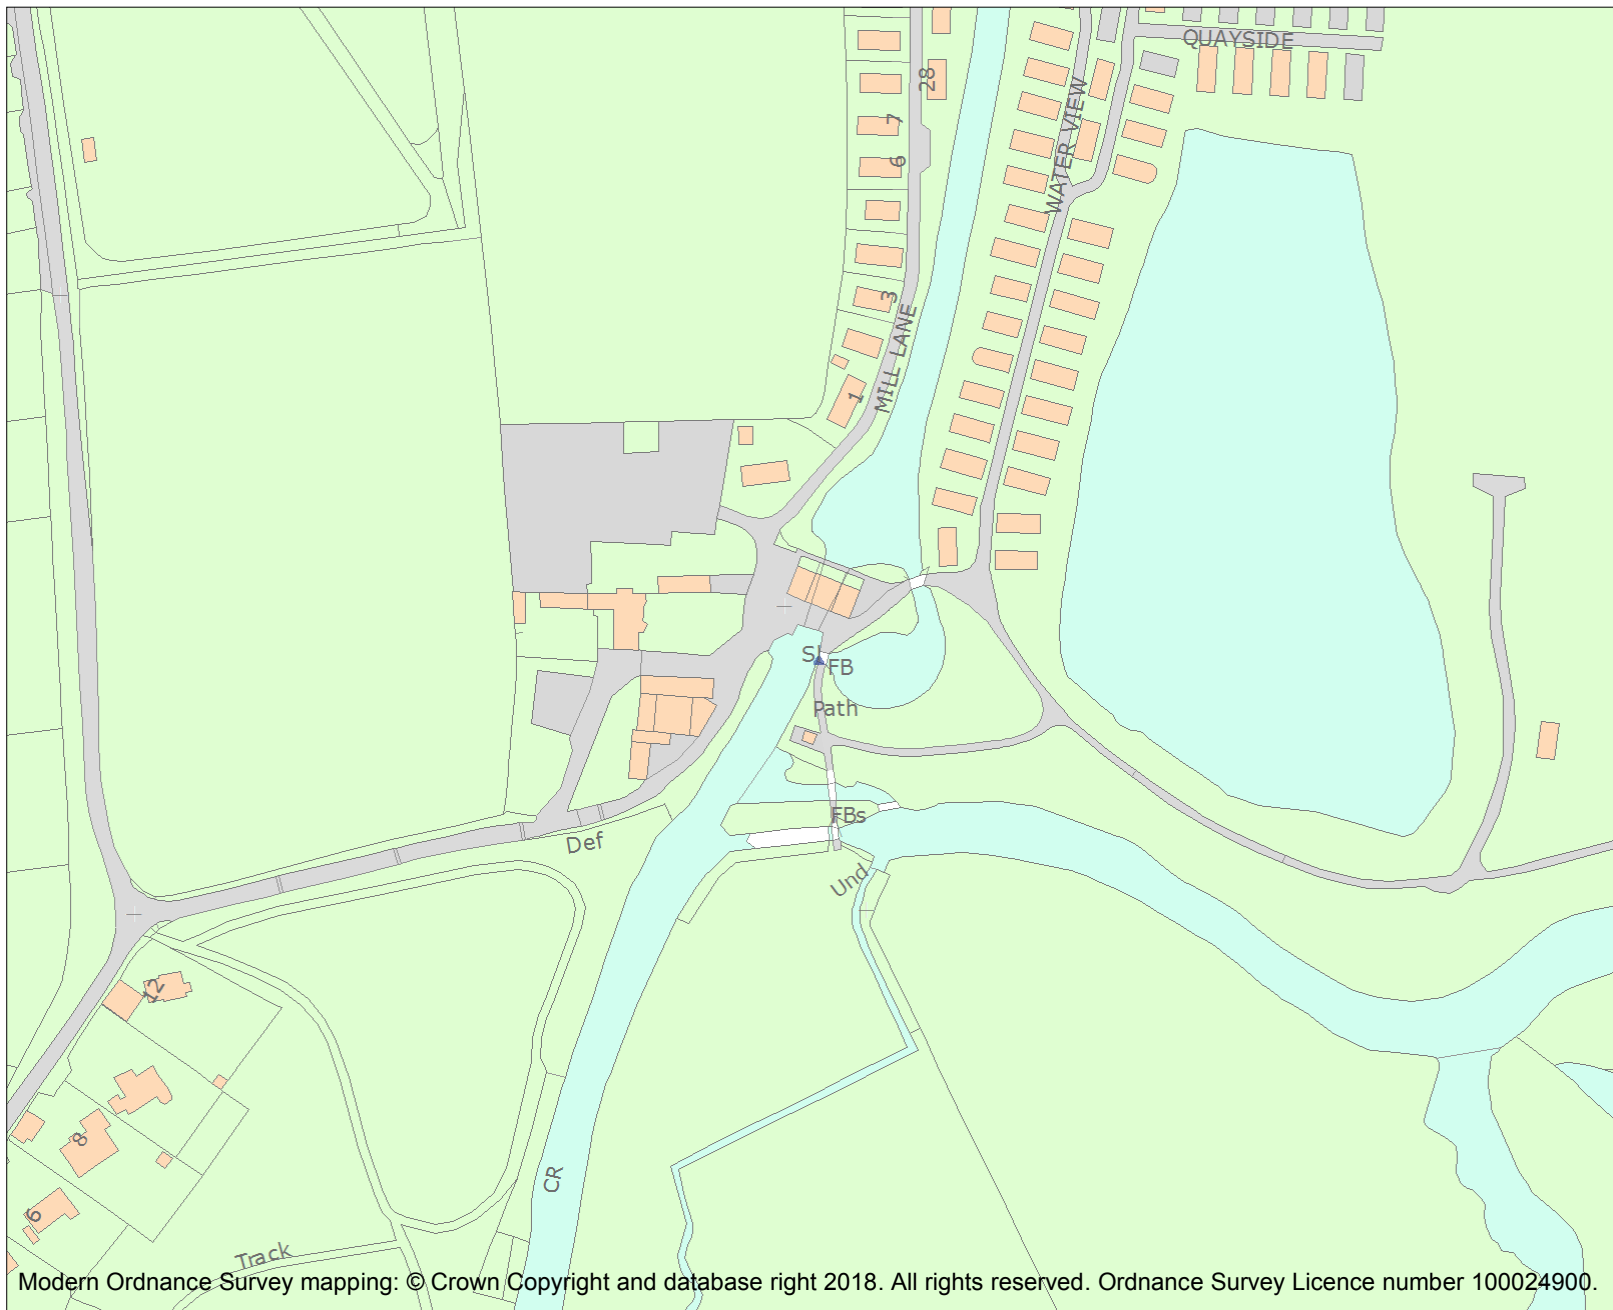 QUAYSIDE
28
WATER VIEW
7
6
3
MILL LANE
1
Sl
FB
Path
FBs
Def
Und
12
8
CR
6
Track
Modern Ordnance Survey mapping: © Crown Copyright and database right 2018. All rights reserved. Ordnance Survey Licence number 100024900.